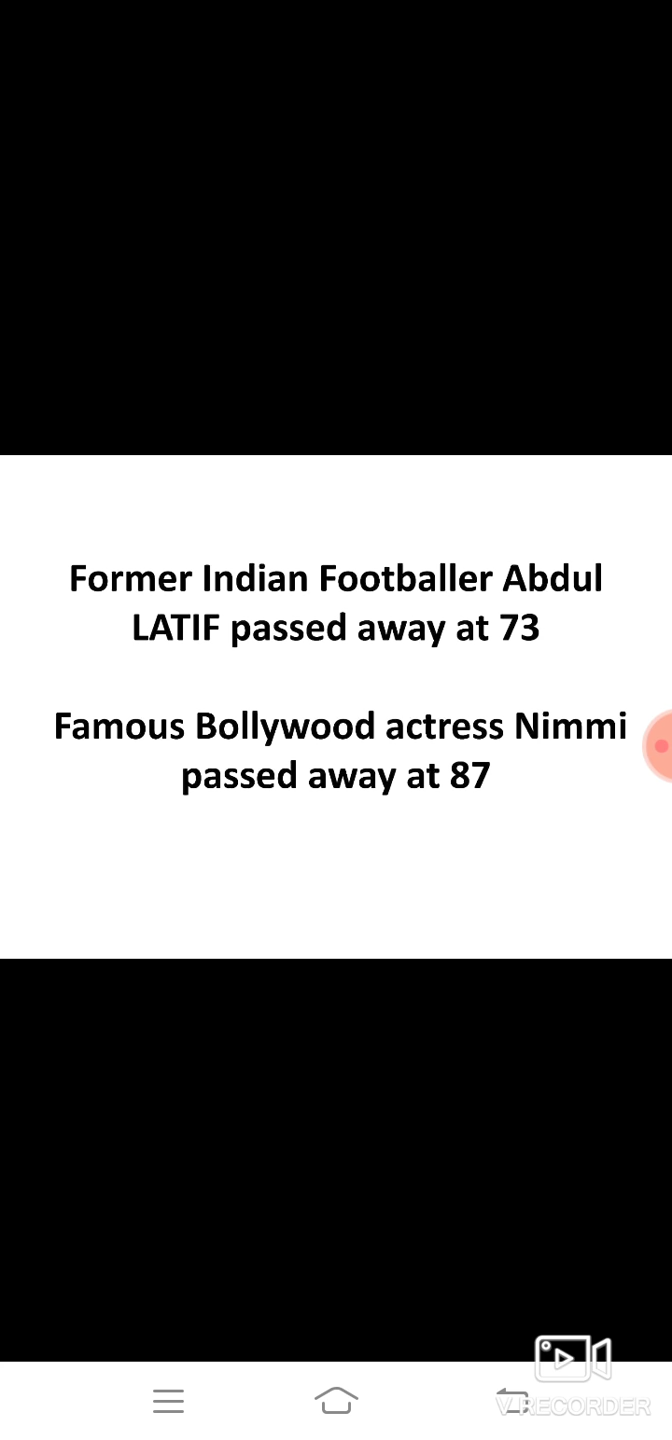 Former Indian Footballer Abdul
LATIF passed away at 73
Famous Bollywood actress Nimmi
passed away at 87
V RECORDER